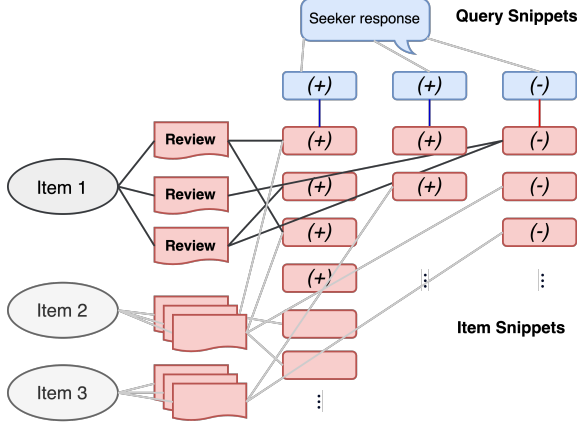 Seeker response
Query Snippets
(+) (+) (-)
Review (+) (+) (-)
Item 1
Review (+) (+) (-)
Review (+) (-)
(+)
Item 2
Item Snippets
Item 3